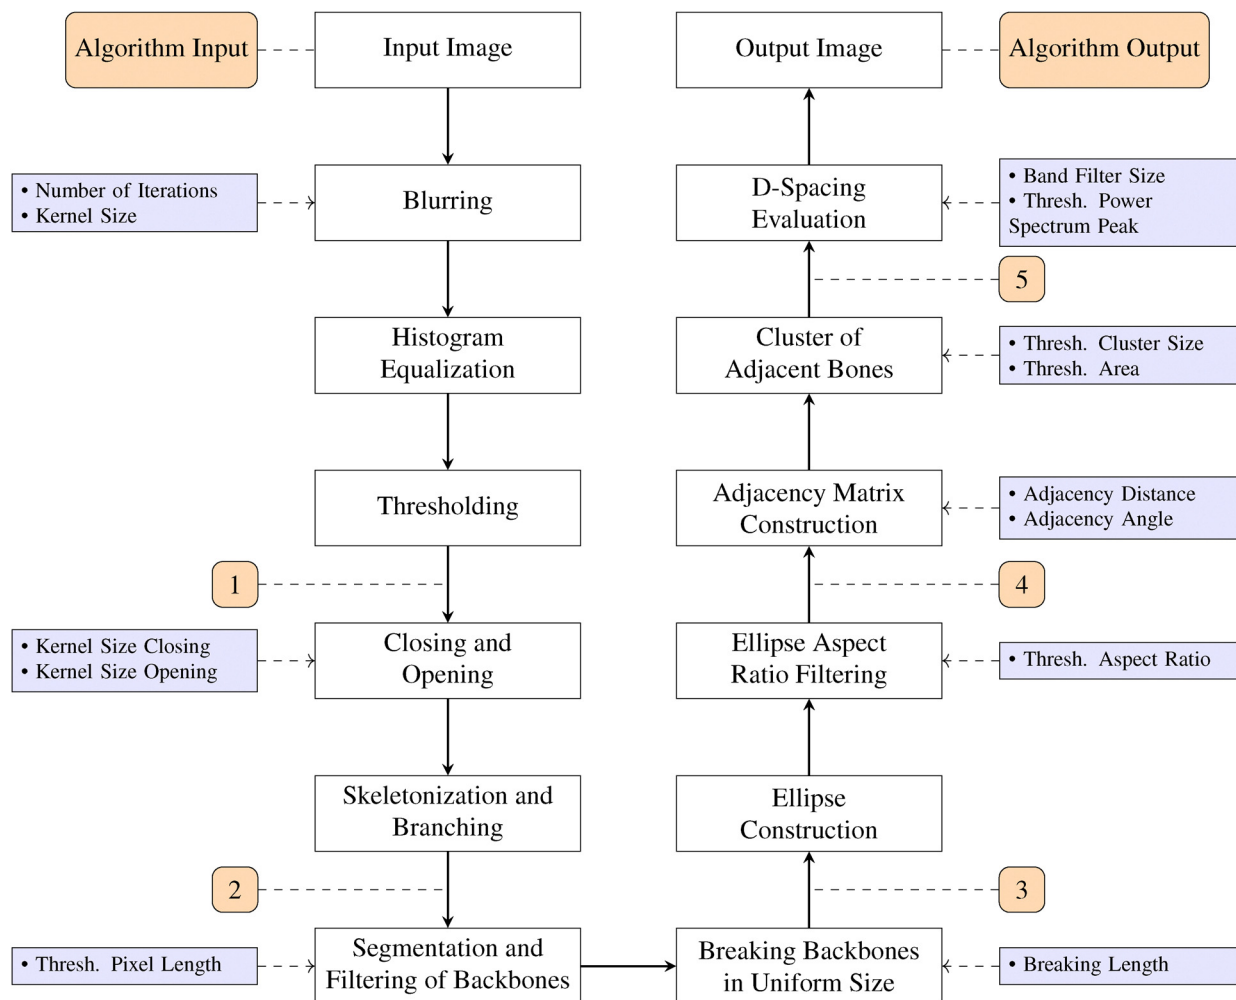 Algorithm Input
Input Image
Output Image
Algorithm Output
• Number of Iterations
• Kernel Size
Blurring
D-Spacing
Evaluation
• Band Filter Size
• Thresh. Power
Spectrum Peak
5
Histogram
Equalization
Cluster of
Adjacent Bones
• Thresh. Cluster Size
• Thresh. Area
Thresholding
Adjacency Matrix
Construction
• Adjacency Distance
• Adjacency Angle
1
4
• Kernel Size Closing
• Kernel Size Opening
Closing and
Opening
Ellipse Aspect
Ratio Filtering
• Thresh. Aspect Ratio
Skeletonization and
Branching
Ellipse
Construction
2
3
• Thresh. Pixel Length
Segmentation and
Filtering of Backbones
Breaking Backbones
in Uniform Size
• Breaking Length